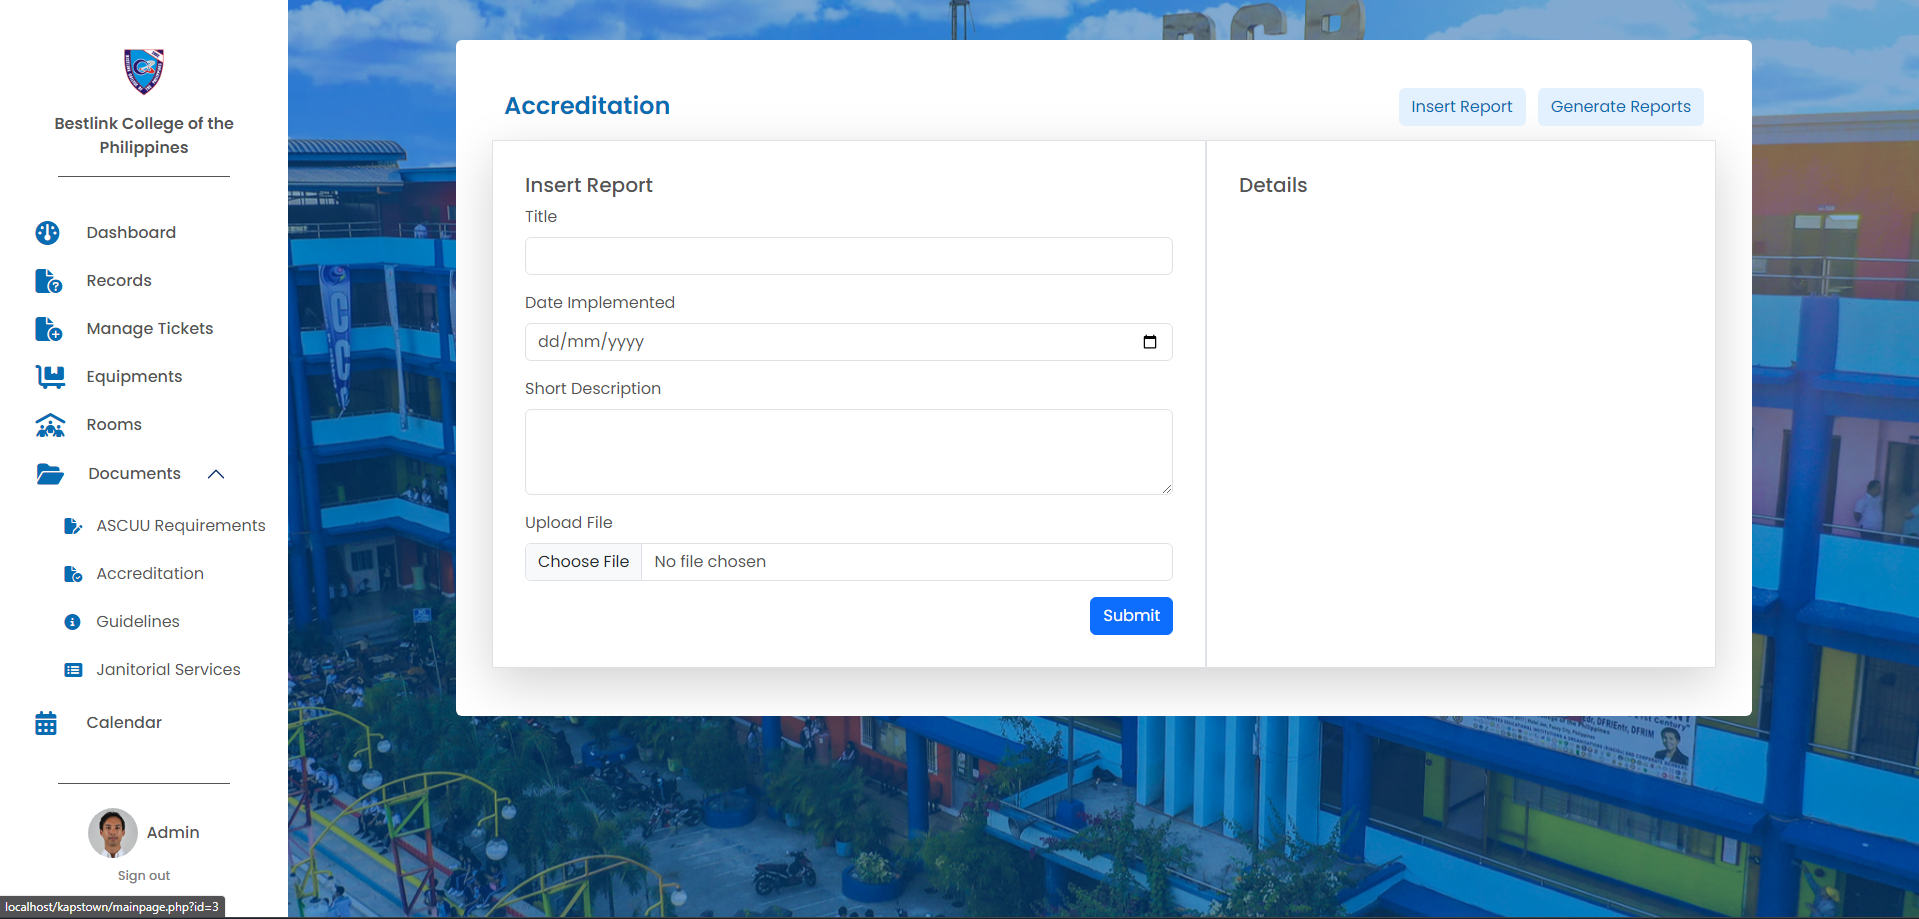 Bestlink College of the
Philippines
Dashboard
Records
Manage Tickets
Equipments
Rooms
Documents
ASCUU Requirements
Accreditation
Guidelines
Janitorial Services
Calendar
Admin
Sign out
localhost/kapstown/mainpage.php?id=3
Accreditation
Insert Report
Generate Reports
Insert Report
Title
Date Implemented
dd/mm/yyyy
Short Description
Upload File
Choose File
No file chosen
Submit
Details